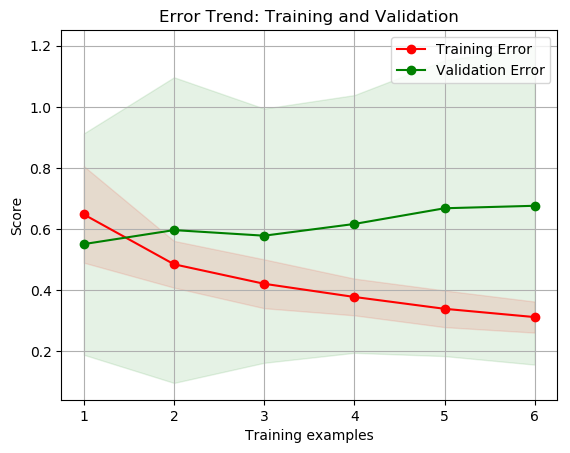 Error Trend: Training and Validation
Training Error
Validation Error
1.2
1.0
0.8
0.6
0.4
0.2
Score
1 2 3 4 5 6
Training examples